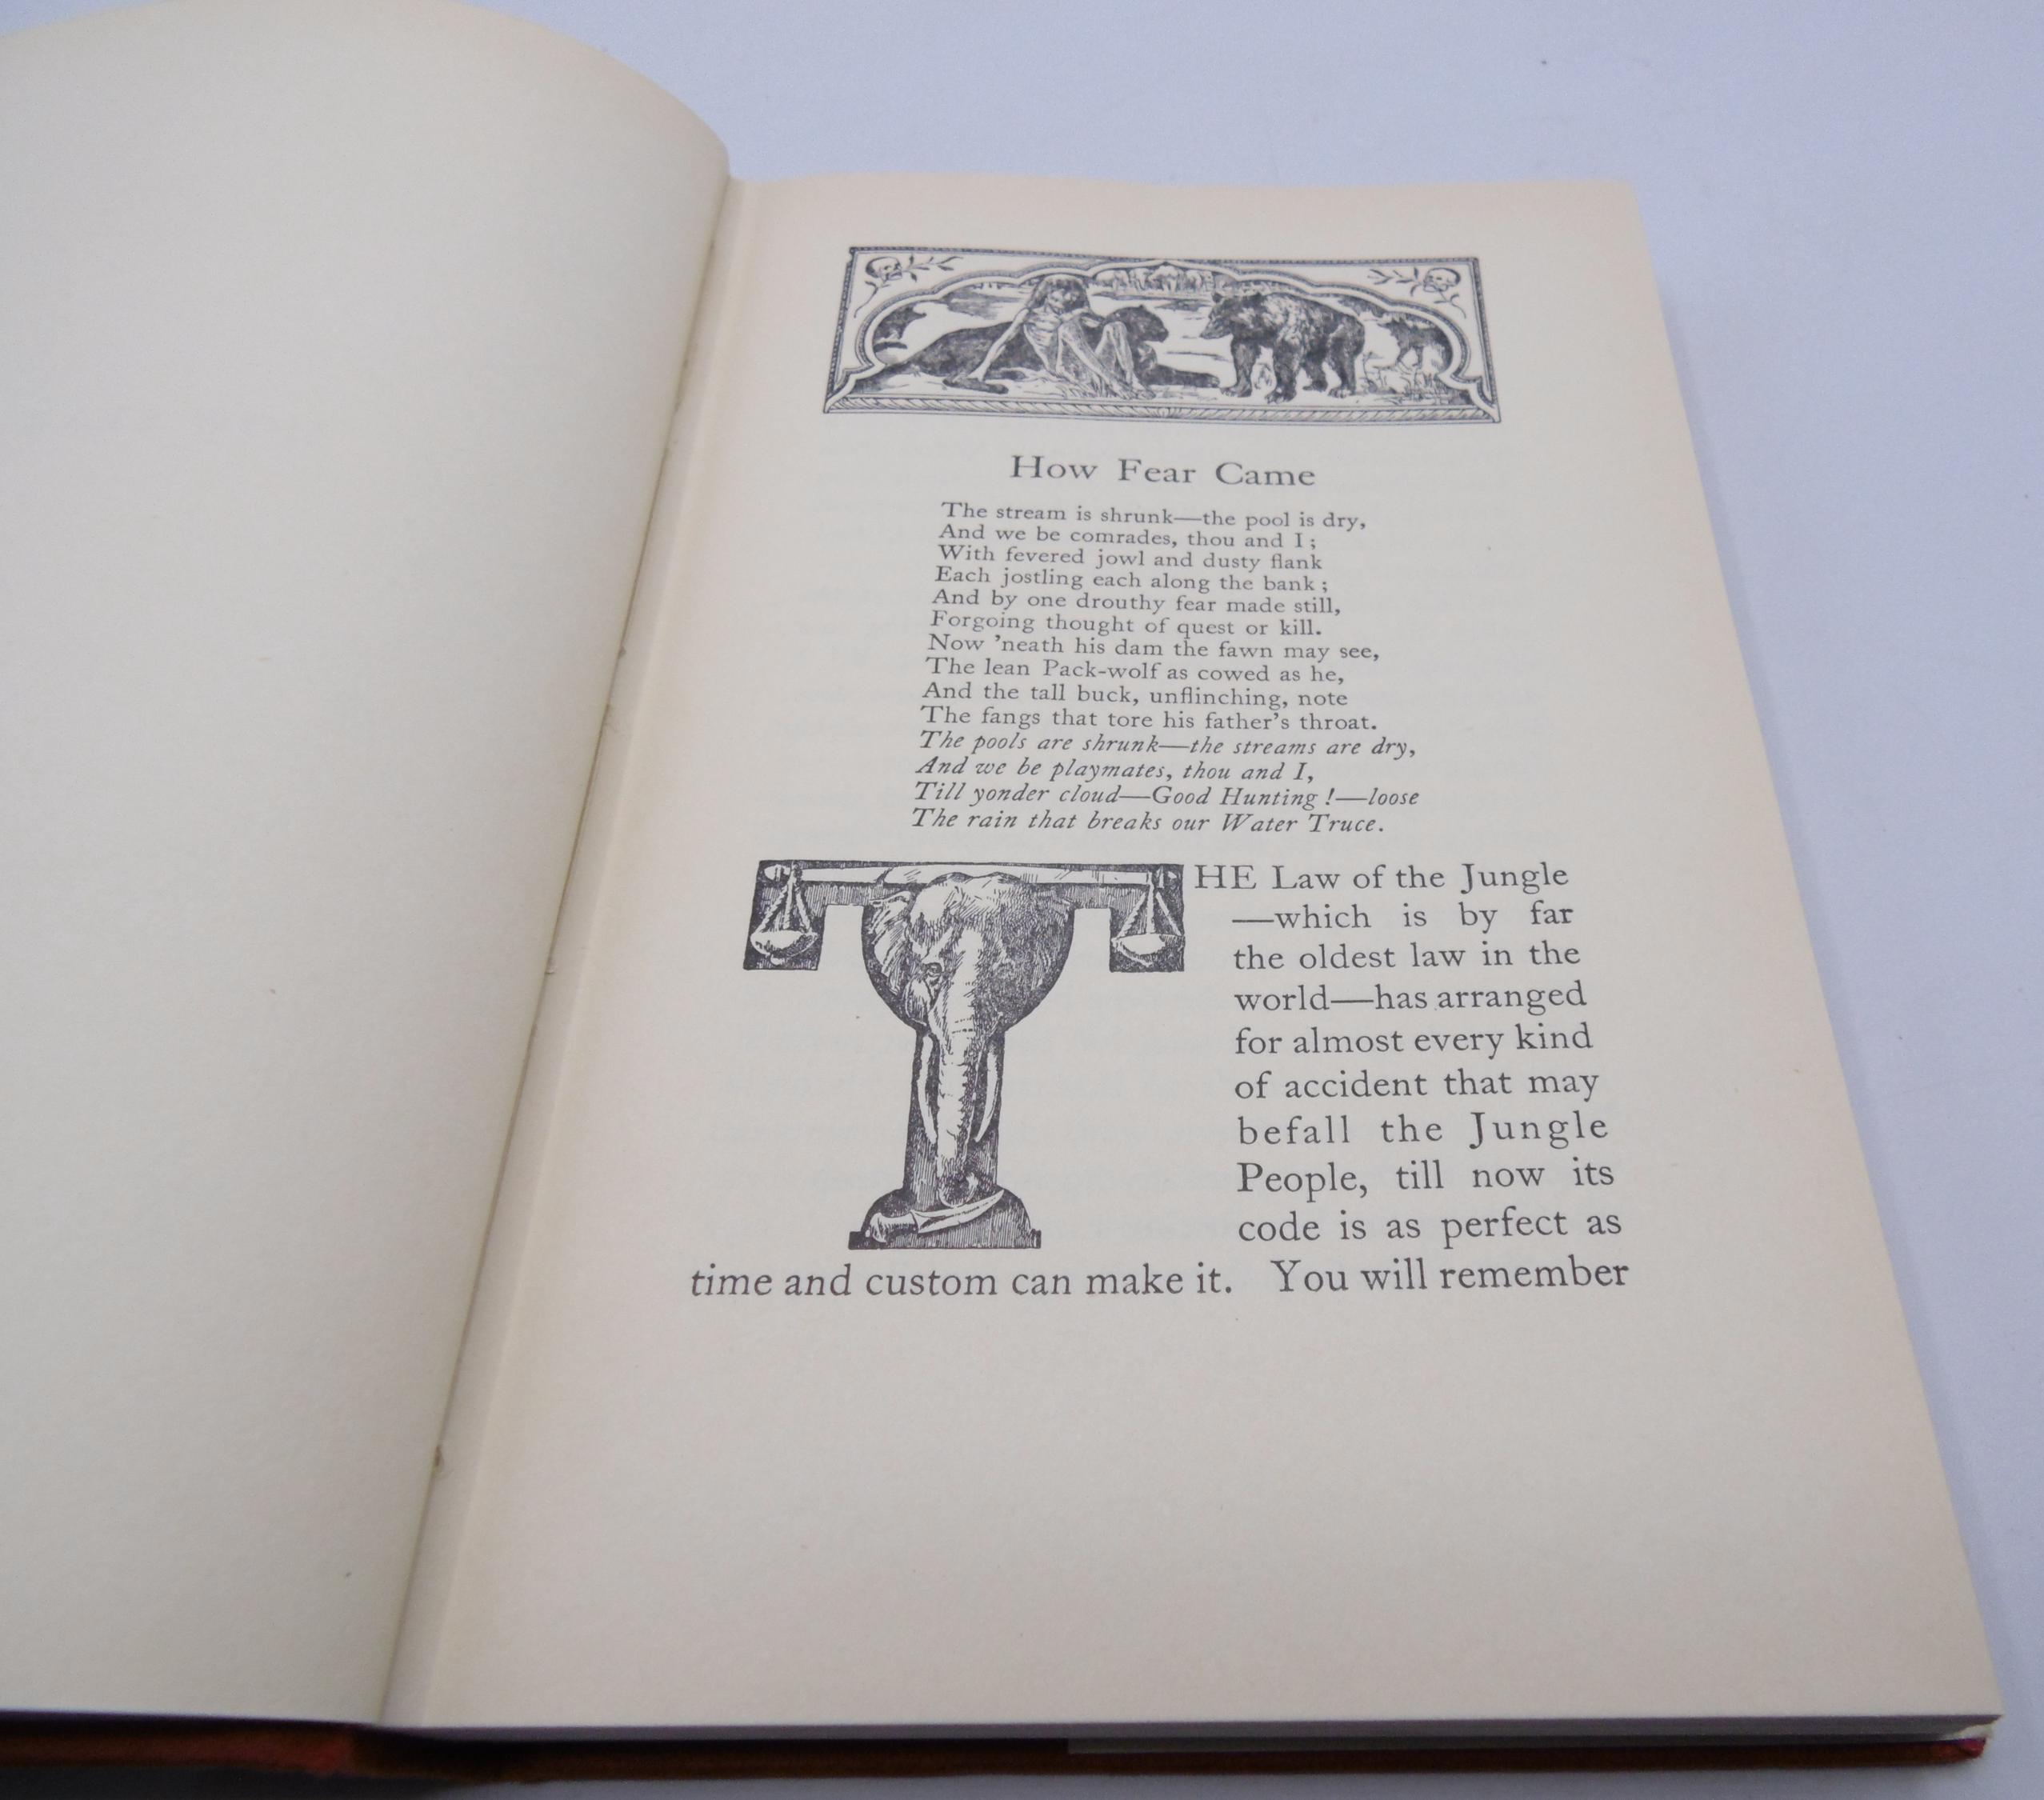 How Fear Came
The stream is shrunk—the pool is dry,
And we be comrades, thou and I ;
With fevered jowl and dusty flank
Each jostling each along the bank ;
And by one drouthy fear made still,
Forgoing thought of quest or kill.
Now ’neath his dam the fawn may see,
The lean Pack-wolf as cowed as he,
And the tall buck, unflinching, note
The fangs that tore his father’s throat.
The pools are shrunk—the streams are dry,
And we be playmates, thou and I,
Till yonder cloud—Good Hunting !—loose
The rain that breaks our Water Truce.
THE Law of the Jungle
—which is by far
the oldest law in the
world—has arranged
for almost every kind
of accident that may
befall the Jungle
People, till now its
code is as perfect as
time and custom can make it. You will remember